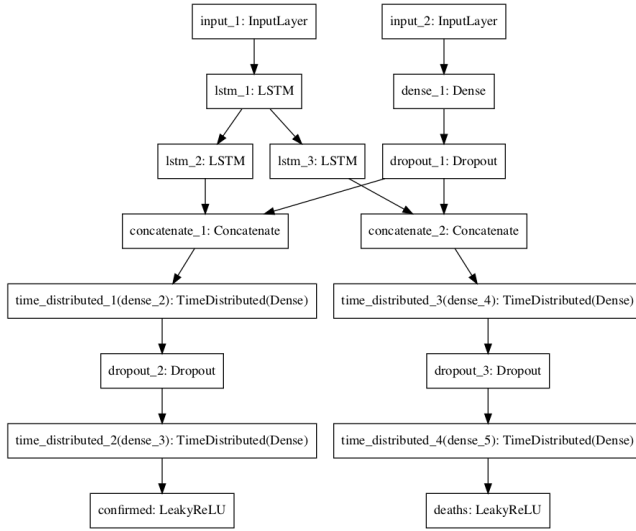 input_1: InputLayer
input_2: InputLayer
lstm_1: LSTM
dense_1: Dense
lstm_2: LSTM
lstm_3: LSTM
dropout_1: Dropout
concatenate_1: Concatenate
concatenate_2: Concatenate
time_distributed_1(dense_2): TimeDistributed(Dense)
time_distributed_3(dense_4): TimeDistributed(Dense)
dropout_2: Dropout
dropout_3: Dropout
time_distributed_2(dense_3): TimeDistributed(Dense)
time_distributed_4(dense_5): TimeDistributed(Dense)
confirmed: LeakyReLU
deaths: LeakyReLU